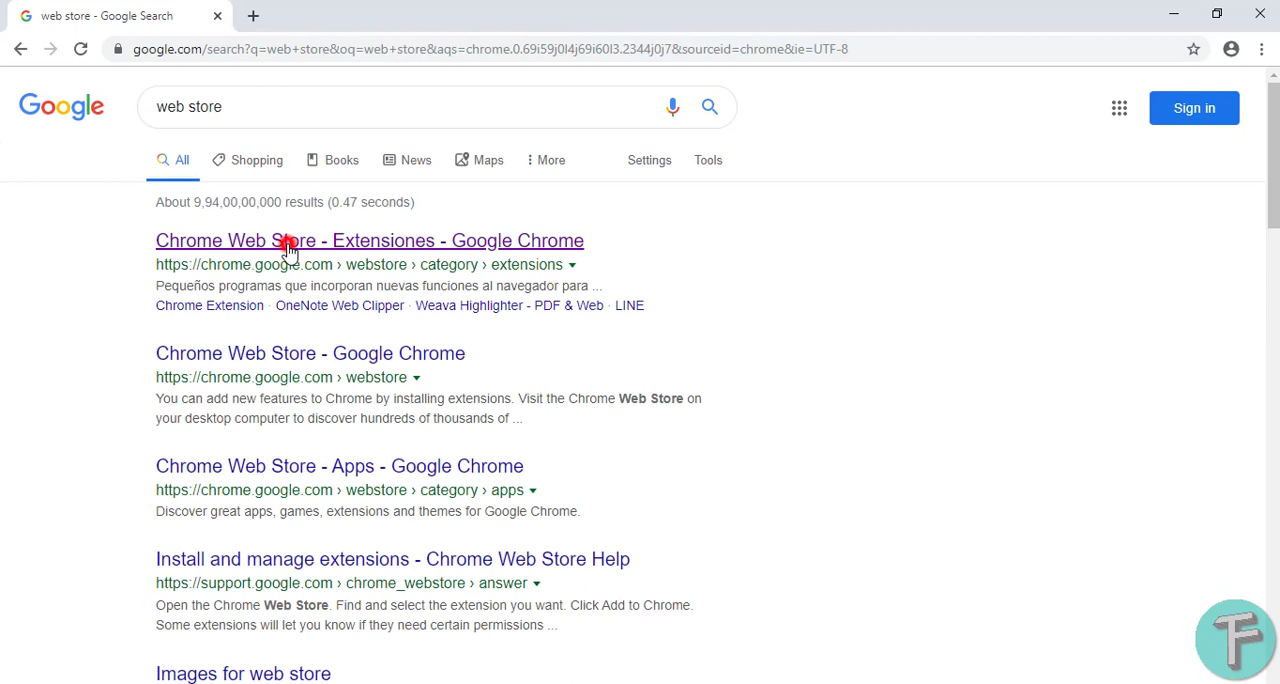 web store - Google Search
google.com/search?q=web+store&oq=web+store&aqs=chrome.0.69i59j0l4j69i60l3.2344j0j7&sourceid=chrome&ie=UTF-8
Google
web store
Sign in
All
Shopping
Books
News
Maps
More
Settings
Tools
About 9,94,00,00,000 results (0.47 seconds)
Chrome Web Store - Extensiones - Google Chrome
https://chrome.google.com › webstore › category › extensions
Pequeños programas que incorporan nuevas funciones al navegador para ...
Chrome Extension · OneNote Web Clipper · Weava Highlighter - PDF & Web · LINE
Chrome Web Store - Google Chrome
https://chrome.google.com › webstore
You can add new features to Chrome by installing extensions. Visit the Chrome Web Store on
your desktop computer to discover hundreds of thousands of ...
Chrome Web Store - Apps - Google Chrome
https://chrome.google.com › webstore › category › apps
Discover great apps, games, extensions and themes for Google Chrome.
Install and manage extensions - Chrome Web Store Help
https://support.google.com › chrome_webstore › answer
Open the Chrome Web Store. Find and select the extension you want. Click Add to Chrome.
Some extensions will let you know if they need certain permissions ...
Images for web store
TF